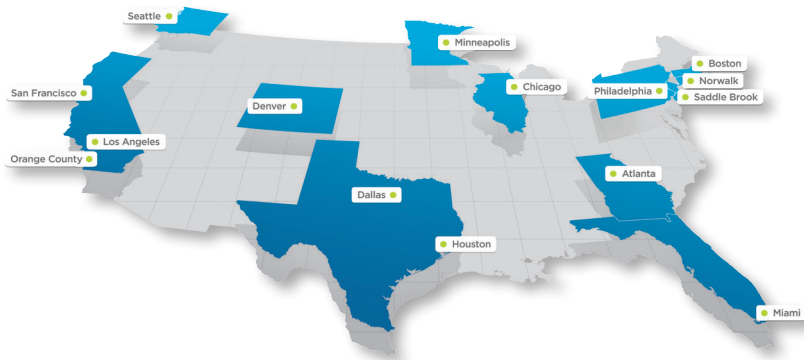 Seattle
Minneapolis
Boston
Norwalk
San Francisco
Denver
Chicago
Philadelphia
Saddle Brook
Los Angeles
Orange County
Atlanta
Dallas
Houston
Miami